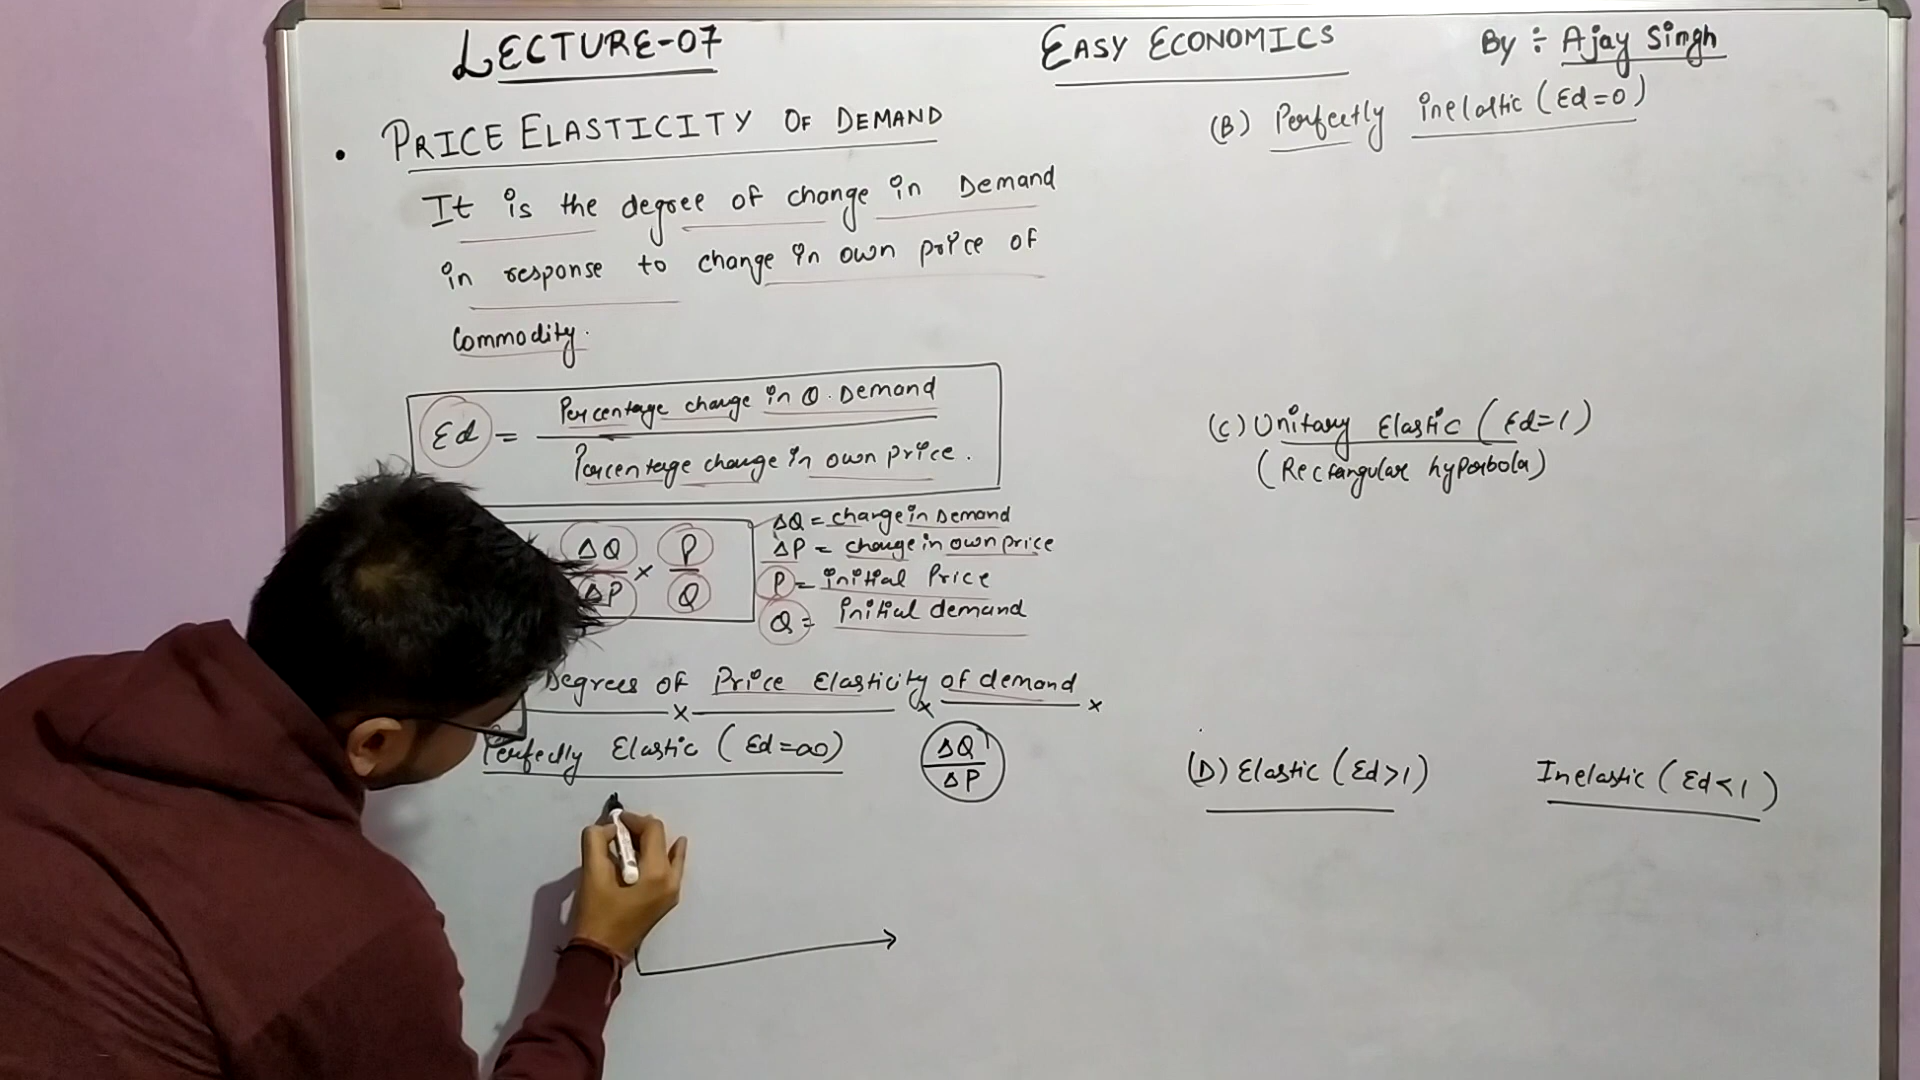 LECTURE-07
EASY ECONOMICS
By ÷ Ajay Singh
• PRICE ELASTICITY OF DEMAND
It is the degree of change in Demand
in response to change in own price of
Commodity.
Ed = Percentage change in Q. Demand
Percentage change in own price.
ΔQ × P
ΔP Q
ΔQ = change in Demand
ΔP = change in own price
P = initial Price
Q = initial demand
Degrees of Price Elasticity of demand
Perfectly Elastic (Ed=∞)
ΔQ
ΔP
(B) Perfectly inelastic (Ed=0)
(C) Unitary Elastic (Ed=1)
(Rectangular hyperbola)
(D) Elastic (Ed>1)
Inelastic (Ed<1)